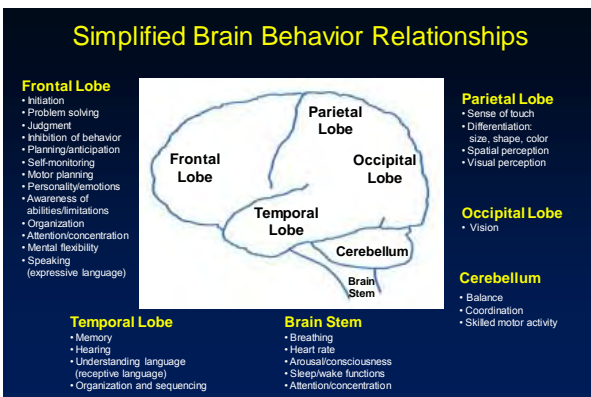 Simplified Brain Behavior Relationships
Frontal Lobe
• Initiation
• Problem solving
• Judgment
• Inhibition of behavior
• Planning/anticipation
• Self-monitoring
• Motor planning
• Personality/emotions
• Awareness of
abilities/limitations
• Organization
• Attention/concentration
• Mental flexibility
• Speaking
(expressive language)
Parietal
Lobe
Frontal
Lobe
Occipital
Lobe
Temporal
Lobe
Cerebellum
Brain
Stem
Parietal Lobe
• Sense of touch
• Differentiation:
size, shape, color
• Spatial perception
• Visual perception
Occipital Lobe
• Vision
Cerebellum
• Balance
• Coordination
• Skilled motor activity
Temporal Lobe
• Memory
• Hearing
• Understanding language
(receptive language)
• Organization and sequencing
Brain Stem
• Breathing
• Heart rate
• Arousal/consciousness
• Sleep/wake functions
• Attention/concentration